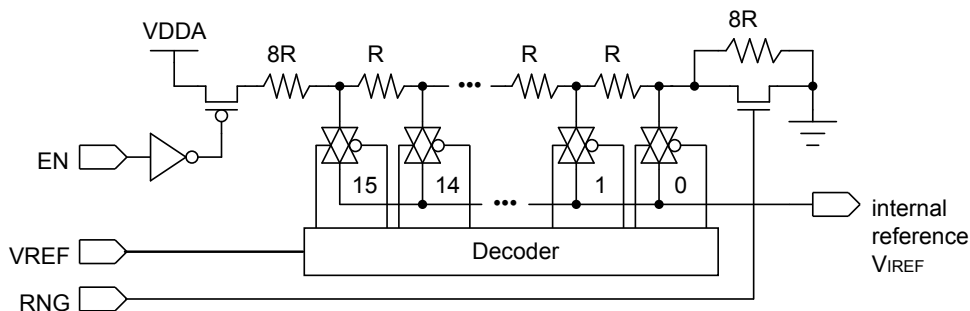 VDDA
8R
R
•••
R
R
8R
EN
15
14
1
0
•••
internal
reference
VIREF
VREF
Decoder
RNG